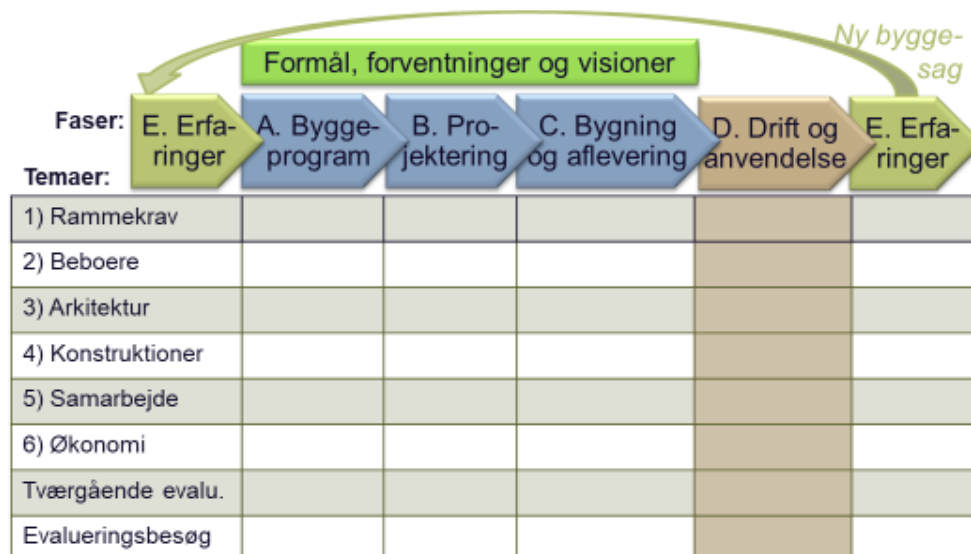 Ny bygge-
sag
Formål, forventninger og visioner
Faser:
E. Erfa-
ringer
A. Bygge-
program
B. Pro-
jektering
C. Bygning
og aflevering
D. Drift og
anvendelse
E. Erfa-
ringer
Temaer:
1) Rammekrav
2) Beboere
3) Arkitektur
4) Konstruktioner
5) Samarbejde
6) Økonomi
Tværgående evalu.
Evalueringsbesøg